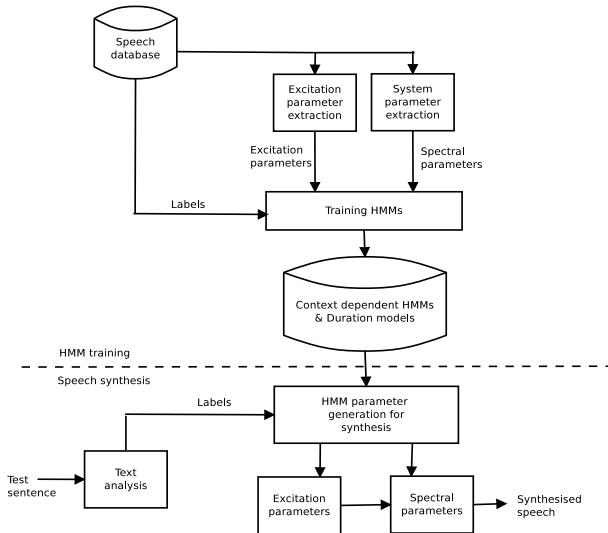 Speech
database
Excitation
parameter
extraction
System
parameter
extraction
Excitation
parameters
Spectral
parameters
Labels
Training HMMs
Context dependent HMMs
& Duration models
HMM training
Speech synthesis
Labels
HMM parameter
generation for
synthesis
Test
sentence
Text
analysis
Excitation
parameters
Spectral
parameters
Synthesised
speech